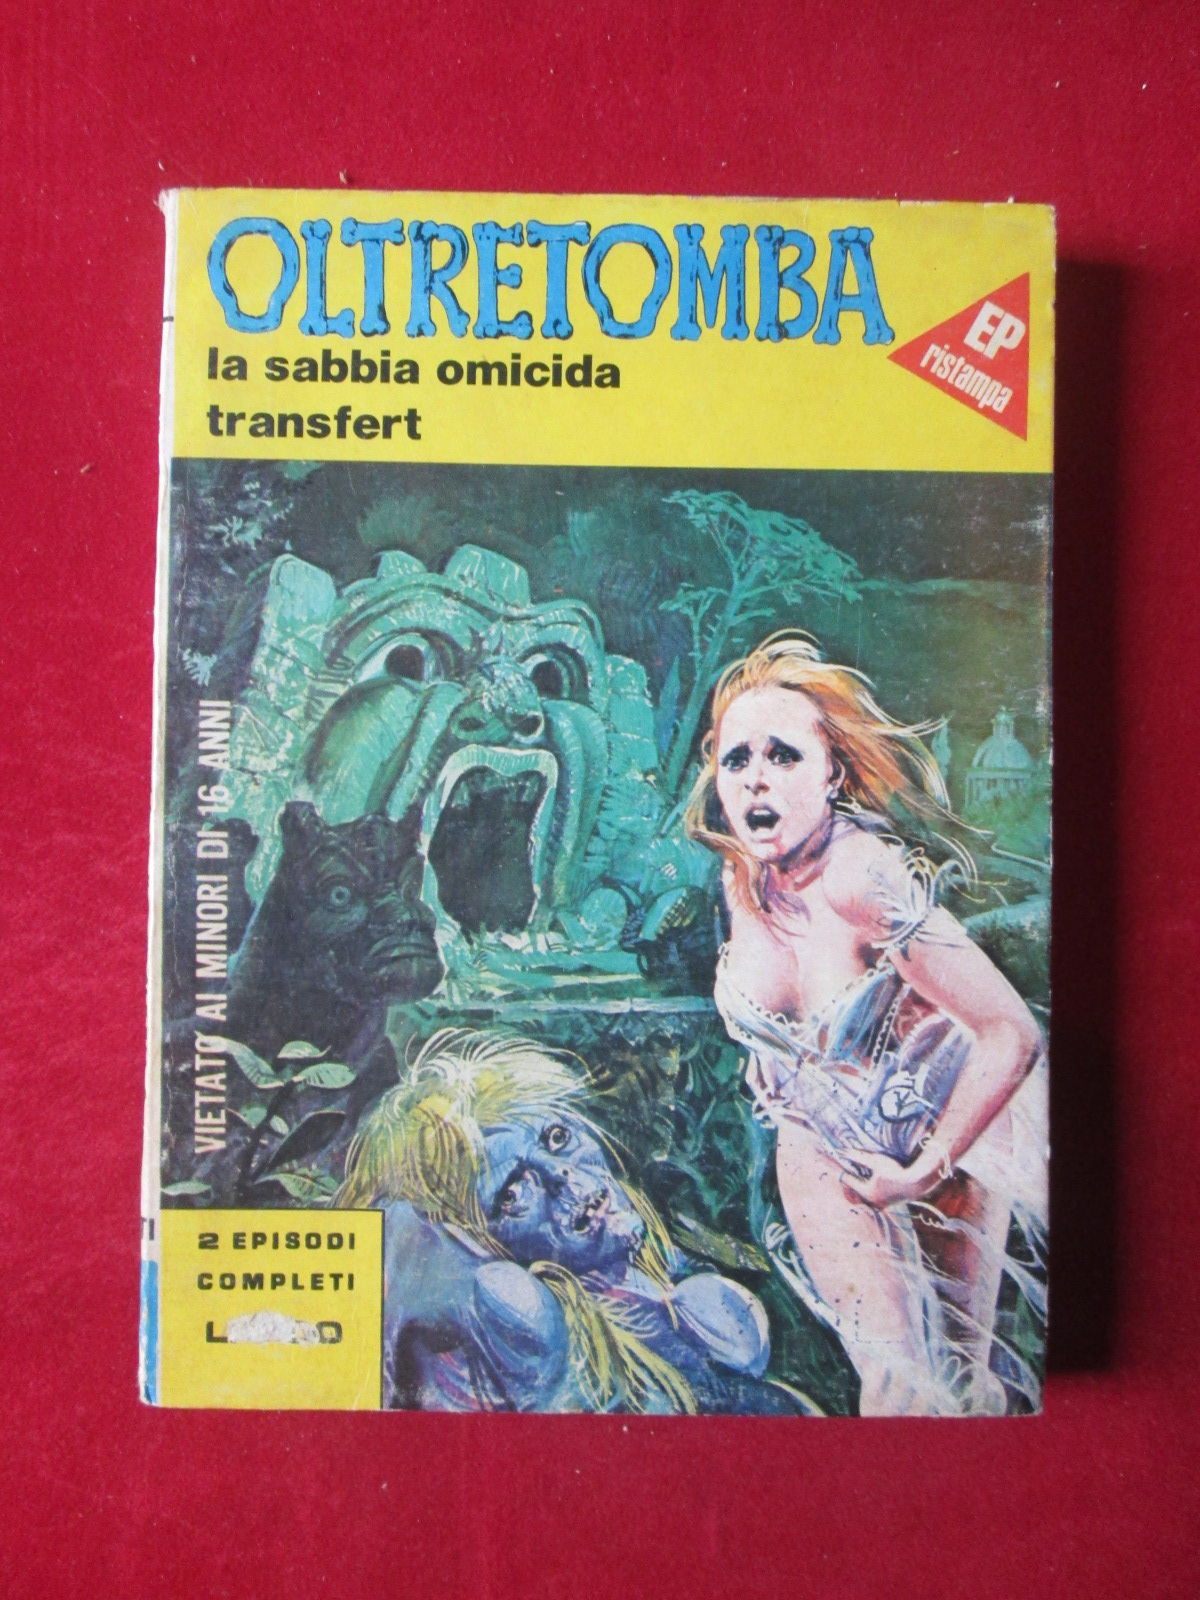 OLTRETOMBA
la sabbia omicida
transfert
EP
ristampa
VIETATO AI MINORI DI 16 ANNI
2 EPISODI
COMPLETI